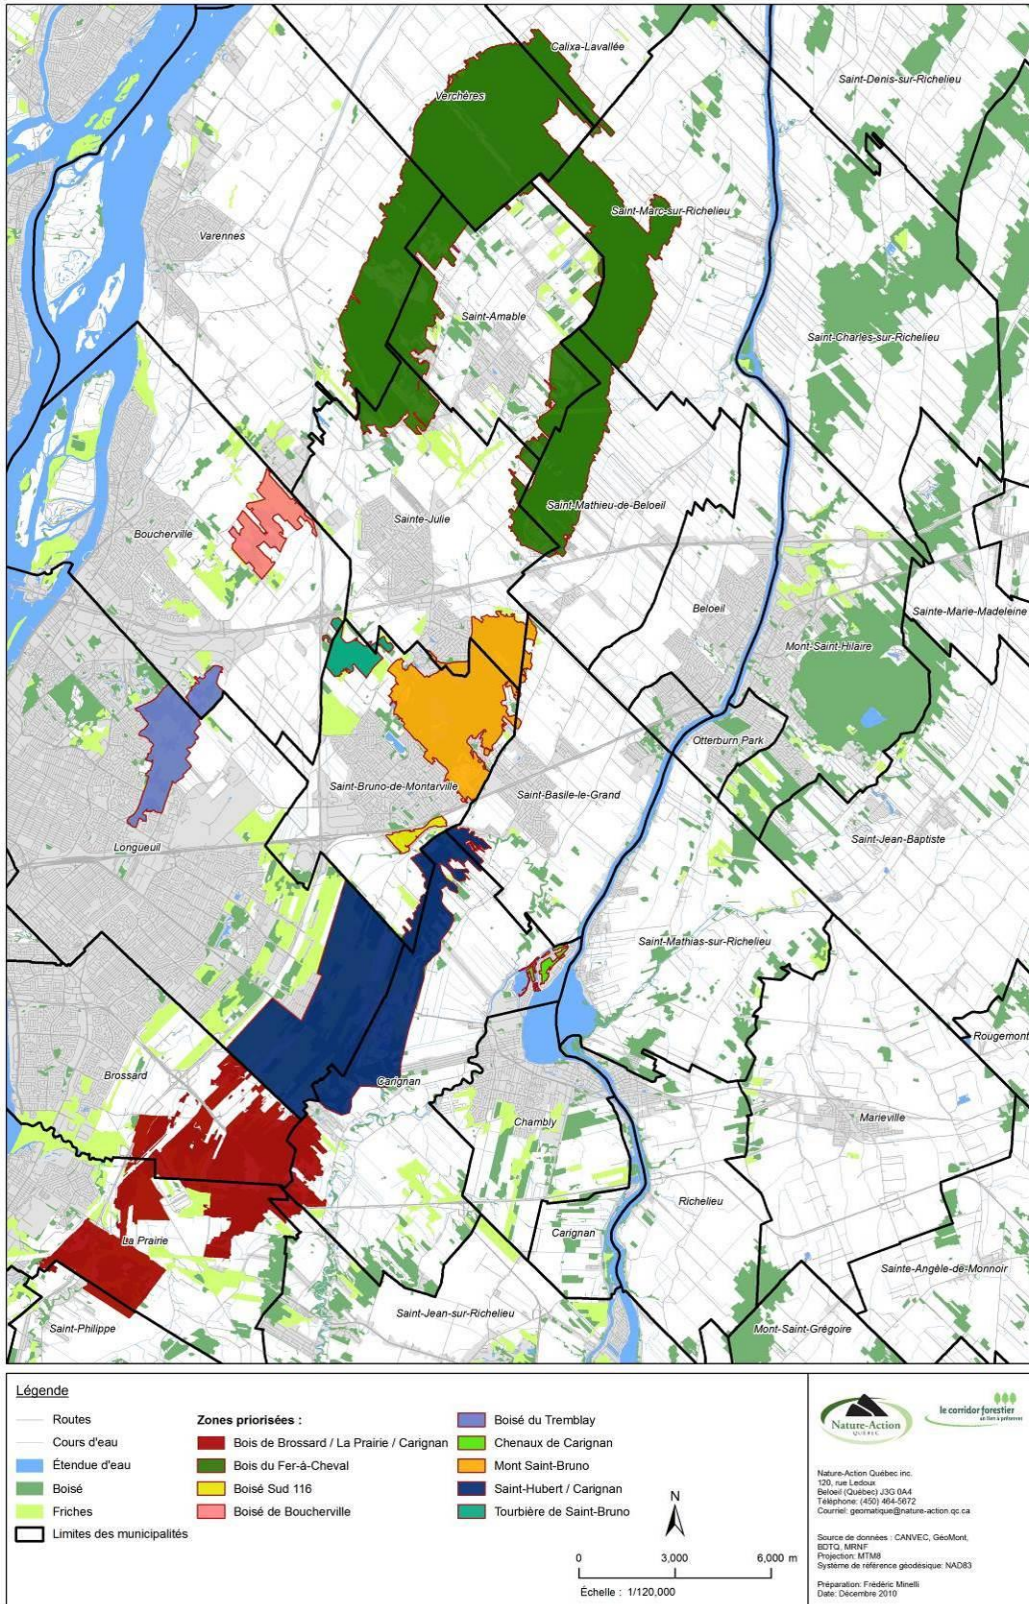 Calixa-Lavallée
Saint-Denis-sur-Richelieu
Verchères
Saint-Marc-sur-Richelieu
Varennes
Saint-Amable
Saint-Charles-sur-Richelieu
Saint-Mathieu-de-Beloeil
Sainte-Julie
Boucherville
Beloeil
Sainte-Marie-Madeleine
Mont-Saint-Hilaire
Otterburn Park
Saint-Bruno-de-Montarville
Saint-Basile-le-Grand
Longueuil
Saint-Jean-Baptiste
Saint-Mathias-sur-Richelieu
Rougemont
Brossard
Carignan
Chambly
Marieville
Richelieu
Carignan
La Prairie
Sainte-Angèle-de-Monnoir
Saint-Jean-sur-Richelieu
Saint-Philippe
Mont-Saint-Grégoire
Légende
Routes
Cours d'eau
Étendue d'eau
Boisé
Friches
Limites des municipalités
Zones priorisées :
Bois de Brossard / La Prairie / Carignan
Bois du Fer-à-Cheval
Boisé Sud 116
Boisé de Boucherville
Boisé du Tremblay
Chenaux de Carignan
Mont Saint-Bruno
Saint-Hubert / Carignan
Tourbière de Saint-Bruno
N
0 3,000 6,000 m
Échelle : 1/120,000
Nature-Action
QUÉBEC
le corridor forestier
un lien à préserver
Nature-Action Québec inc.
120, rue Ledoux
Beloeil (Québec) J3G 0A4
Téléphone: (450) 464-5672
Courriel: geomatique@nature-action.qc.ca
Source de données : CANVEC, GéoMont,
BDTQ, MRNF
Projection: MTM8
Système de référence géodésique: NAD83
Préparation: Frédéric Minelli
Date: Décembre 2010